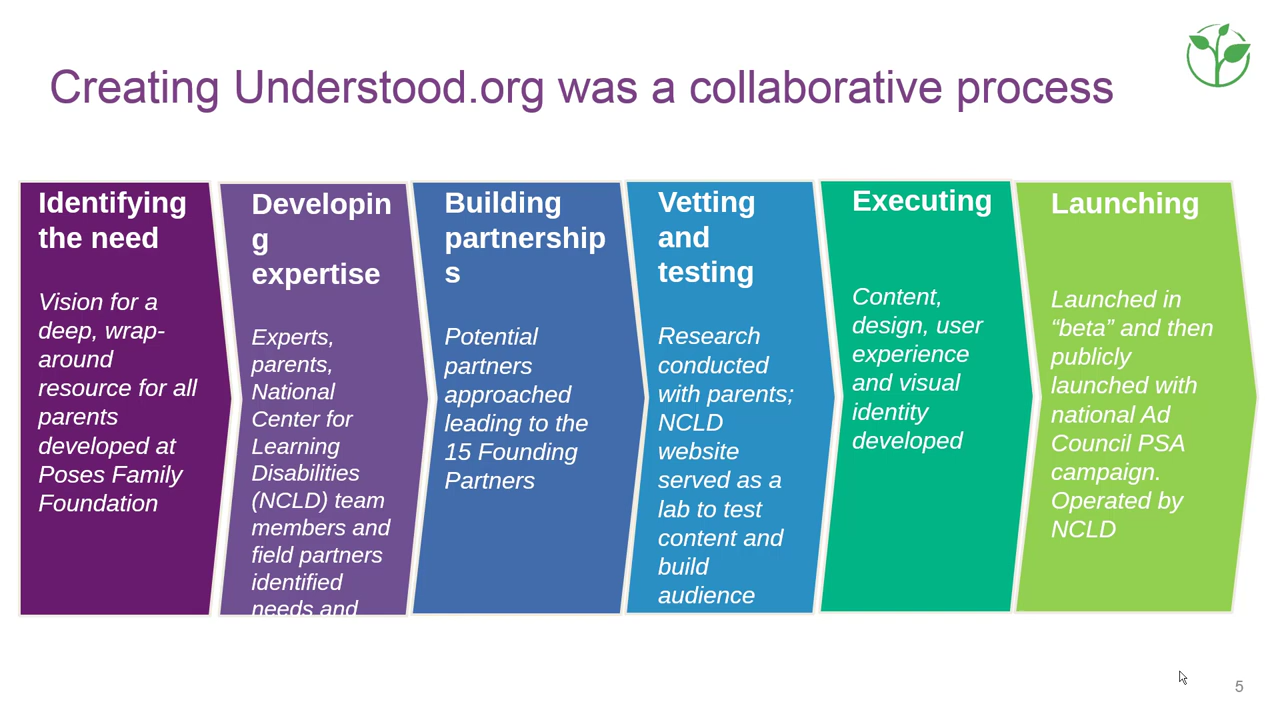 Creating Understood.org was a collaborative process
Identifying
the need
Vision for a
deep, wrap-
around
resource for all
parents
developed at
Poses Family
Foundation
Developin
g
expertise
Experts,
parents,
National
Center for
Learning
Disabilities
(NCLD) team
members and
field partners
identified
needs and
Building
partnership
s
Potential
partners
approached
leading to the
15 Founding
Partners
Vetting
and
testing
Research
conducted
with parents;
NCLD
website
served as a
lab to test
content and
build
audience
Executing
Content,
design, user
experience
and visual
identity
developed
Launching
Launched in
“beta” and then
publicly
launched with
national Ad
Council PSA
campaign.
Operated by
NCLD
5